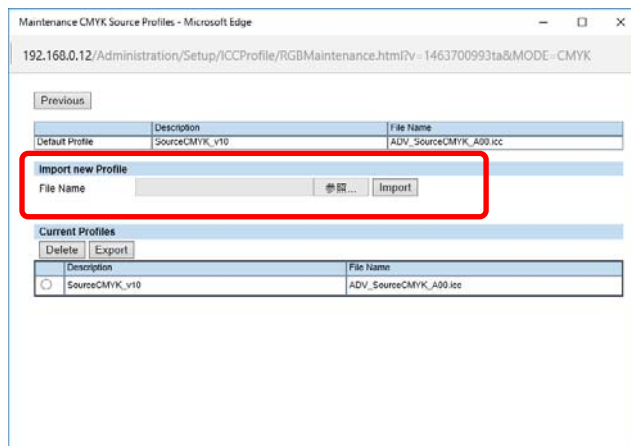 Maintenance CMYK Source Profiles - Microsoft Edge
192.168.0.12/Administration/Setup/ICCProfile/RGBMaintenance.html?v=1463700993ta&MODE=CMYK
Previous
Description File Name
Default Profile SourceCMYK_v10 ADV_SourceCMYK_A00.icc
Import new Profile
File Name 参照... Import
Current Profiles
Delete Export
Description File Name
SourceCMYK_v10 ADV_SourceCMYK_A00.icc